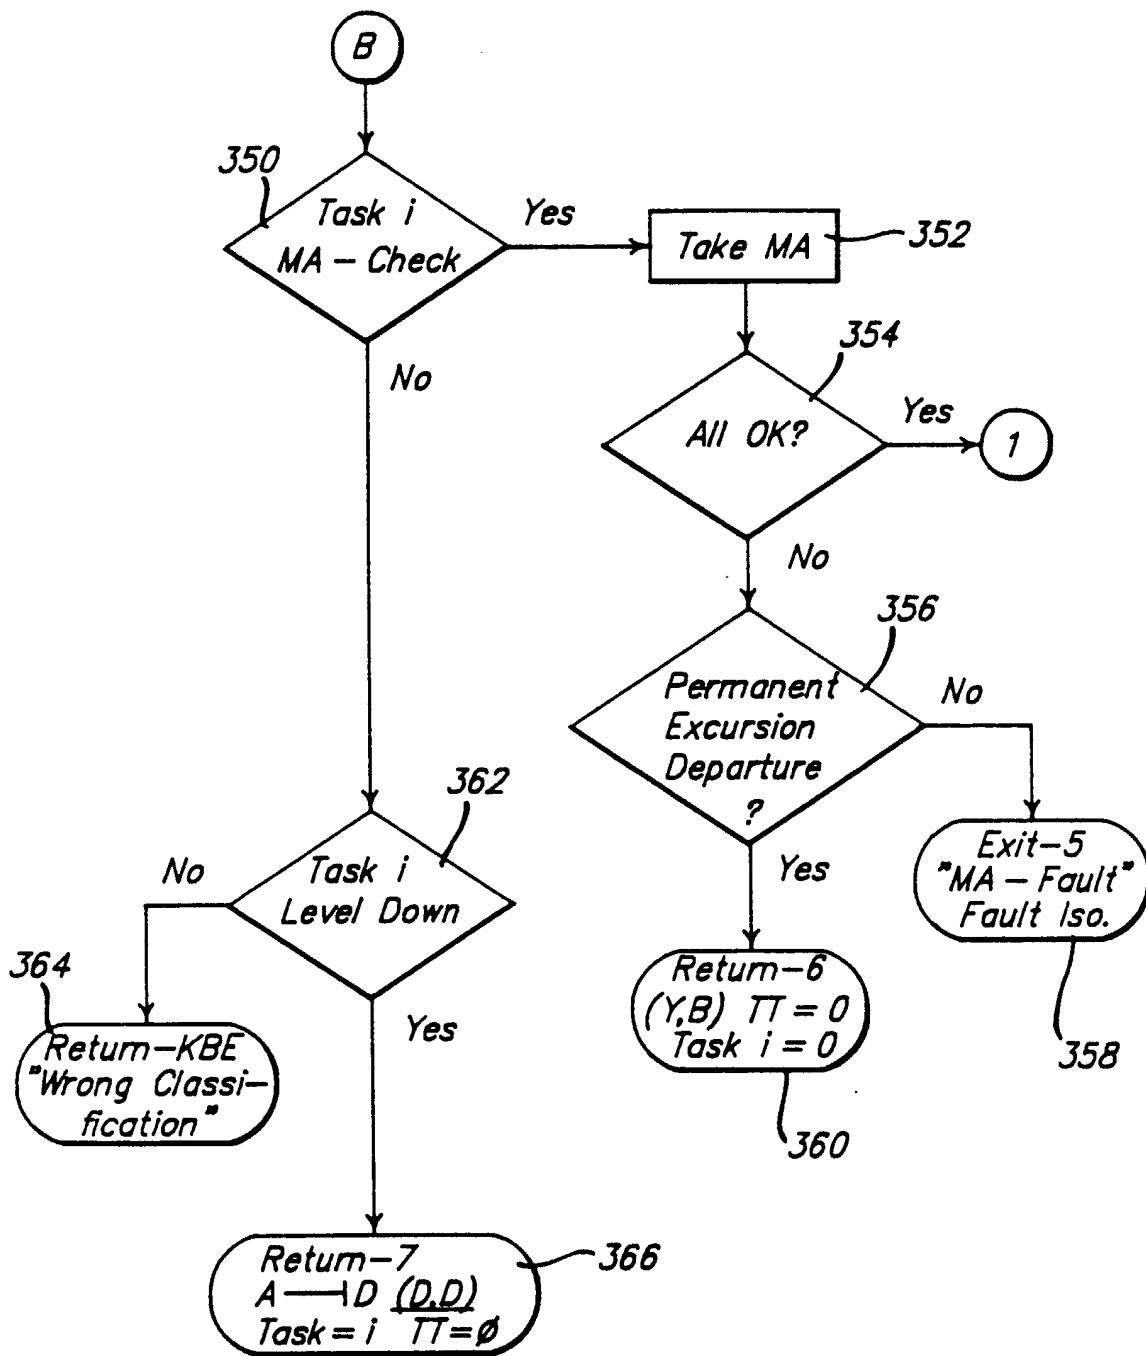 B
350
Task i
MA – Check
Yes
Take MA
352
No
354
All OK?
Yes
1
No
356
Permanent
Excursion
Departure
?
No
Exit–5
"MA – Fault"
Fault Iso.
358
Yes
Return–6
(Y,B) TT = 0
Task i = 0
360
362
Task i
Level Down
No
364
Return–KBE
"Wrong Classi–
fication"
Yes
Return–7
A —⊣ D (D.D)
Task = i TT = ø
366